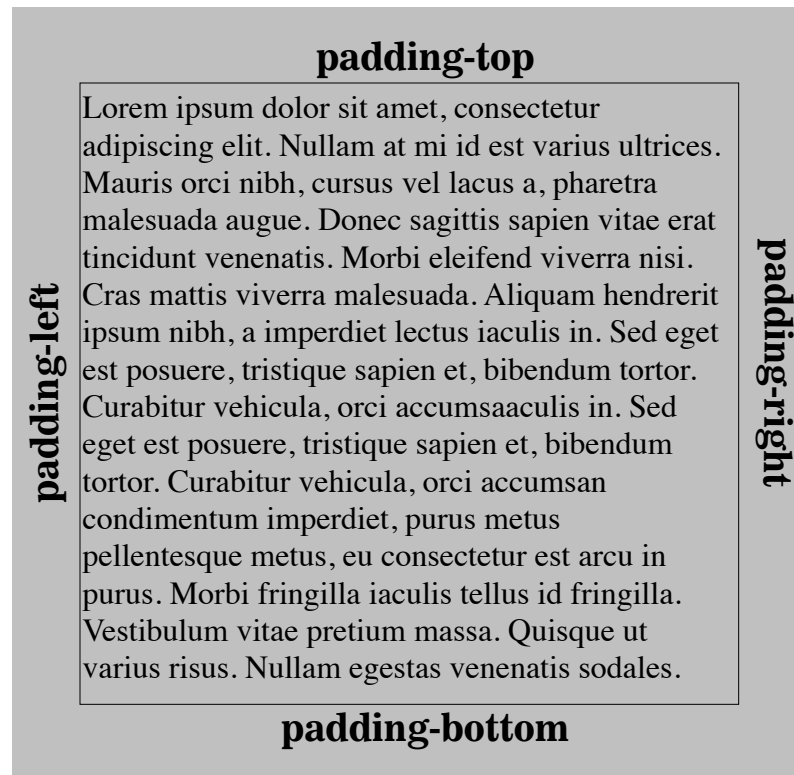 padding-top
Lorem ipsum dolor sit amet, consectetur
adipiscing elit. Nullam at mi id est varius ultrices.
Mauris orci nibh, cursus vel lacus a, pharetra
malesuada augue. Donec sagittis sapien vitae erat
tincidunt venenatis. Morbi eleifend viverra nisi.
Cras mattis viverra malesuada. Aliquam hendrerit
ipsum nibh, a imperdiet lectus iaculis in. Sed eget
est posuere, tristique sapien et, bibendum tortor.
Curabitur vehicula, orci accumsaaculis in. Sed
eget est posuere, tristique sapien et, bibendum
tortor. Curabitur vehicula, orci accumsan
condimentum imperdiet, purus metus
pellentesque metus, eu consectetur est arcu in
purus. Morbi fringilla iaculis tellus id fringilla.
Vestibulum vitae pretium massa. Quisque ut
varius risus. Nullam egestas venenatis sodales.
padding-left
padding-right
padding-bottom